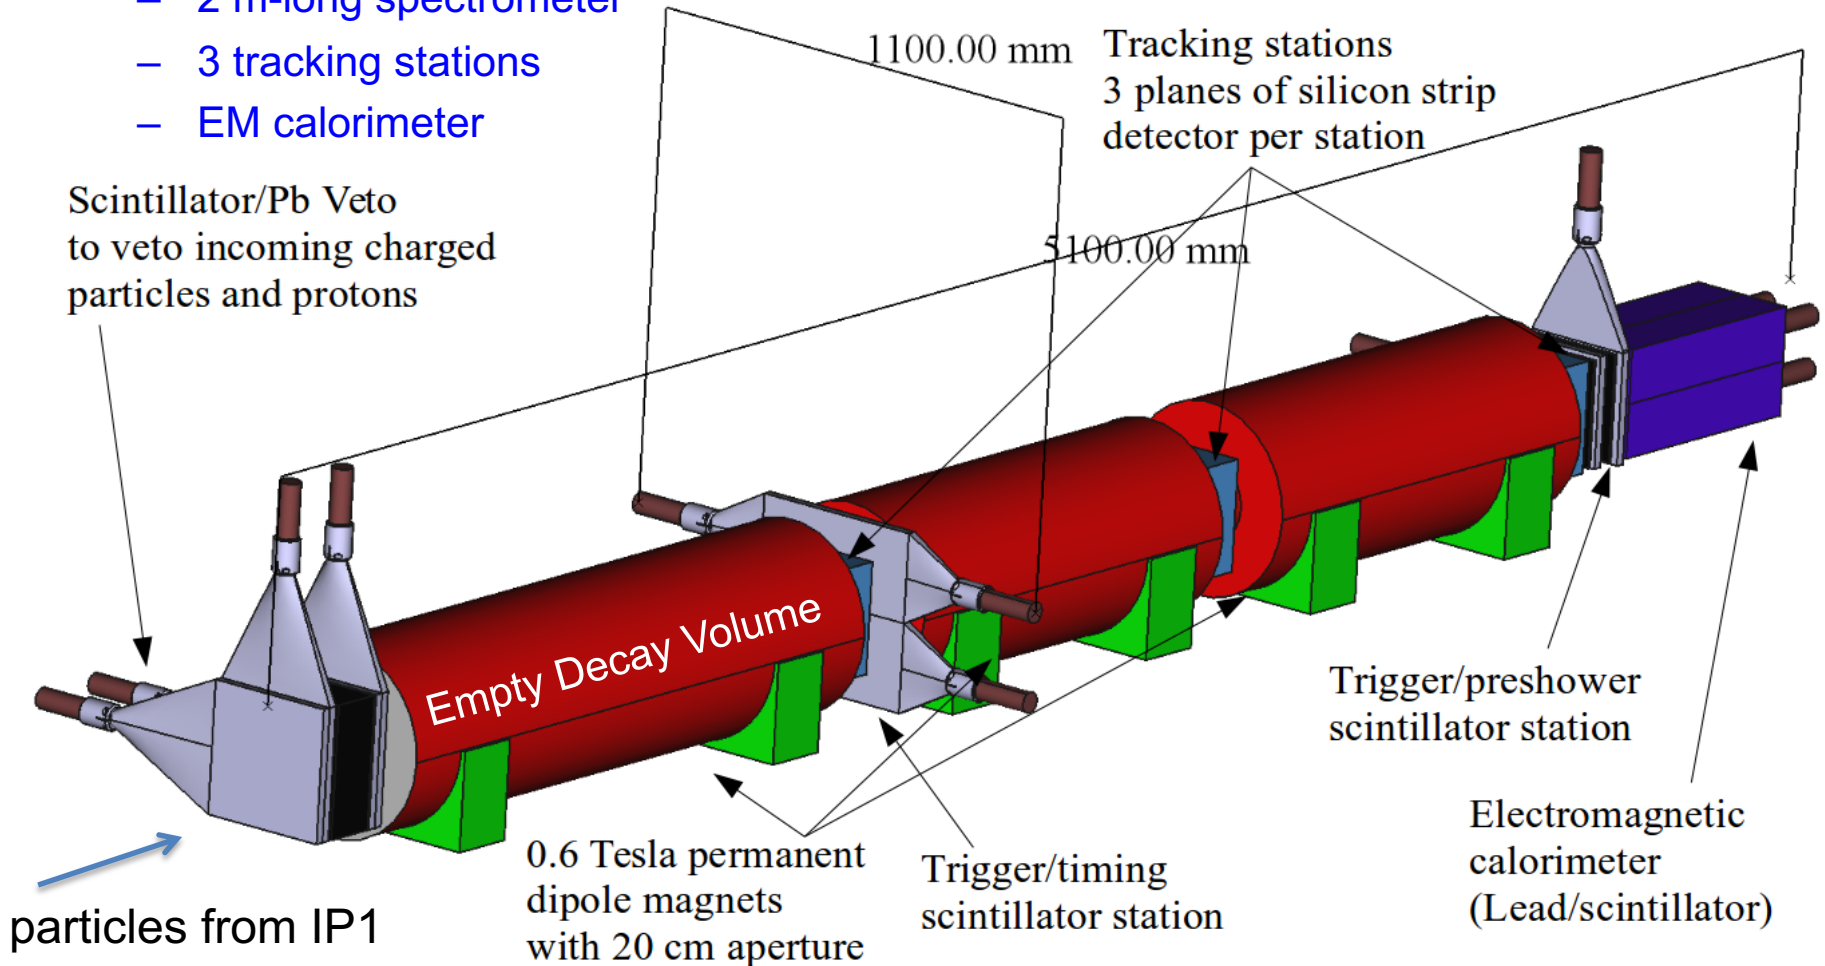 – 2 m-long spectrometer
– 3 tracking stations
– EM calorimeter
1100.00 mm
Tracking stations
3 planes of silicon strip
detector per station
Scintillator/Pb Veto
to veto incoming charged
particles and protons
5100.00 mm
Empty Decay Volume
Trigger/preshower
scintillator station
Electromagnetic
calorimeter
(Lead/scintillator)
0.6 Tesla permanent
dipole magnets
with 20 cm aperture
Trigger/timing
scintillator station
particles from IP1